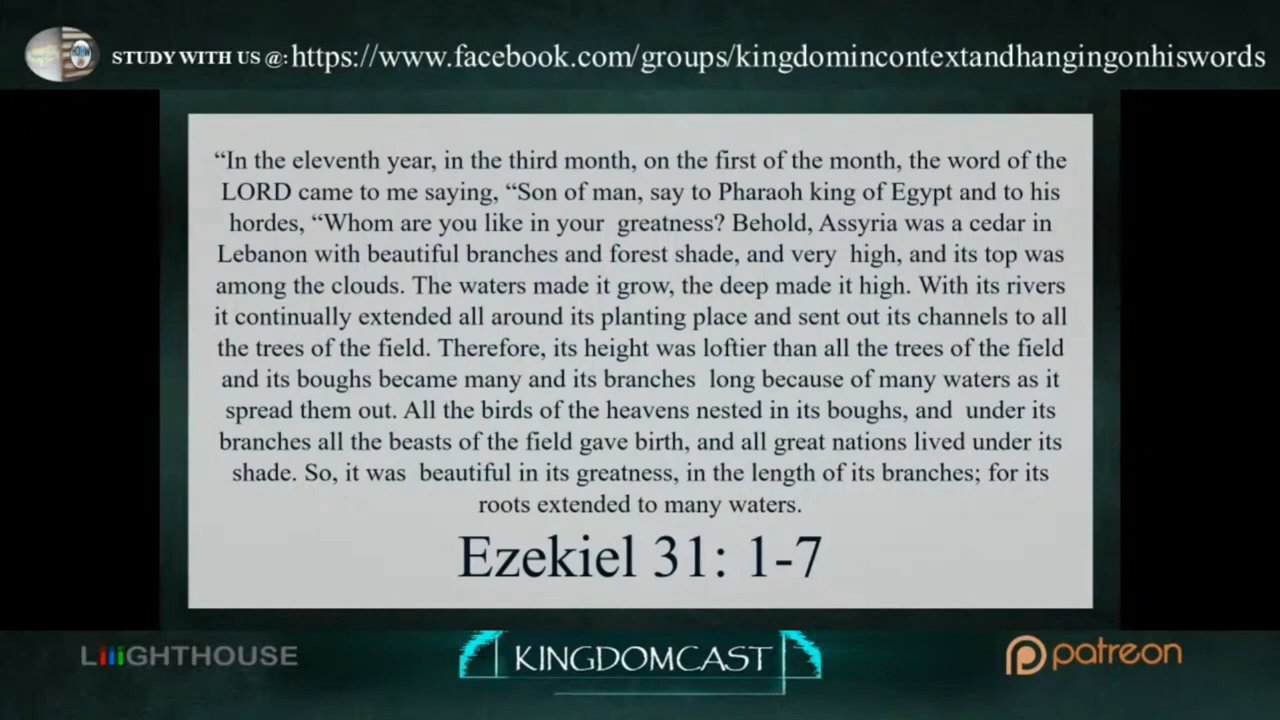 STUDY WITH US @: https://www.facebook.com/groups/kingdomincontextandhangingonhiswords
“In the eleventh year, in the third month, on the first of the month, the word of the
LORD came to me saying, “Son of man, say to Pharaoh king of Egypt and to his
hordes, “Whom are you like in your greatness? Behold, Assyria was a cedar in
Lebanon with beautiful branches and forest shade, and very high, and its top was
among the clouds. The waters made it grow, the deep made it high. With its rivers
it continually extended all around its planting place and sent out its channels to all
the trees of the field. Therefore, its height was loftier than all the trees of the field
and its boughs became many and its branches long because of many waters as it
spread them out. All the birds of the heavens nested in its boughs, and under its
branches all the beasts of the field gave birth, and all great nations lived under its
shade. So, it was beautiful in its greatness, in the length of its branches; for its
roots extended to many waters.
Ezekiel 31: 1-7
LiiiGHTHOUSE
KINGDOMCAST
patreon